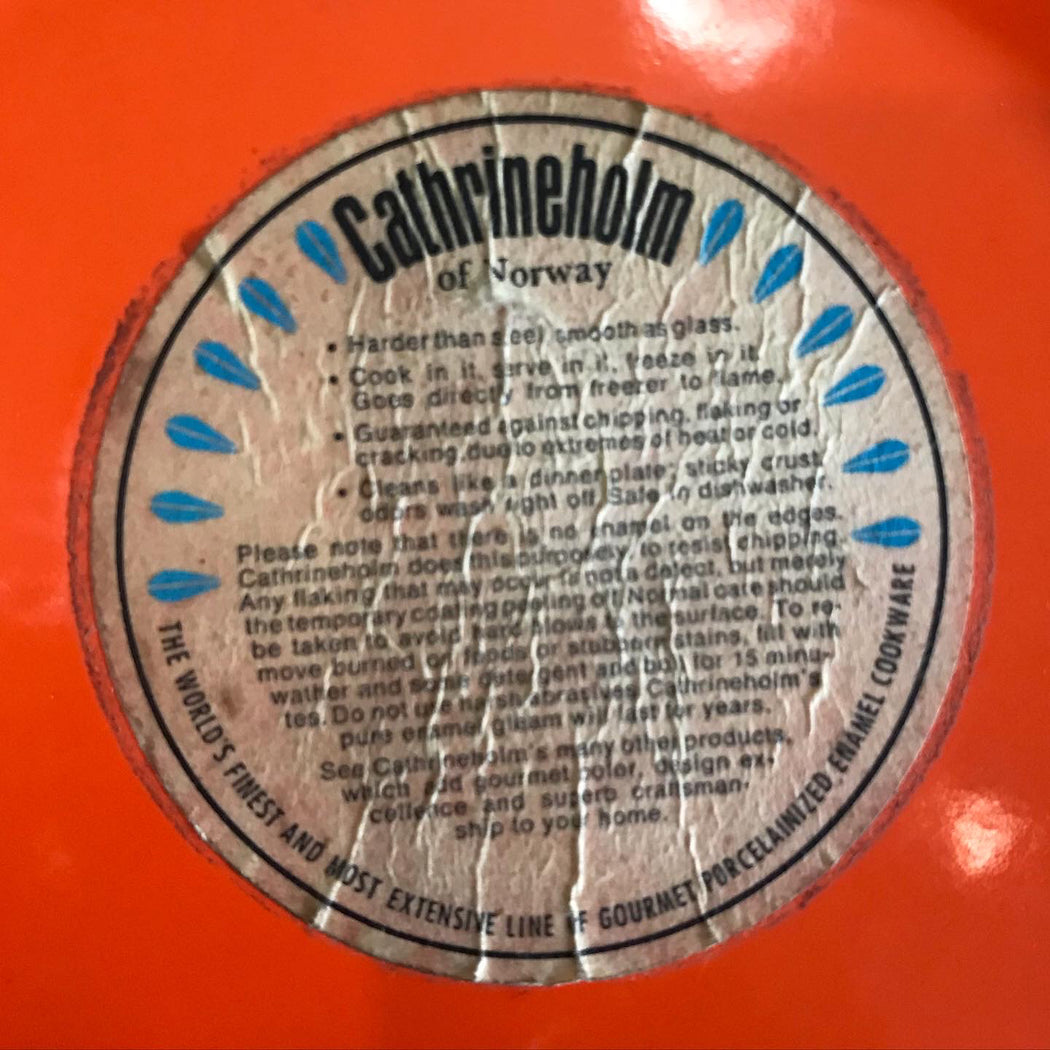 Cathrineholm
of Norway
• Harder than steel, smooth as glass.
• Cook in it, serve in it, freeze in it.
Goes directly from freezer to flame.
• Guaranteed against chipping, flaking or
cracking, due to extremes of heat or cold.
• Cleans like a dinner plate; sticky crust
odors wash right off. Safe in dishwasher.
Please note that there is no enamel on the edges.
Cathrineholm does this purposely to resist chipping.
Any flaking that may occur is not a defect, but merely
the temporary coating peeling off. Normal care should
be taken to avoid hard blows to the surface. To re-
move burned on foods or stubborn stains, fill with
wather and some detergent and boil for 15 minu-
tes. Do not use harsh abrasives. Cathrineholm's
pure enamel gleam will last for years.
See Cathrineholm's many other products,
which add gourmet color, design ex-
cellence and superb craftsman-
ship to your home.
THE WORLD'S FINEST AND MOST EXTENSIVE LINE OF GOURMET PORCELAINIZED ENAMEL COOKWARE